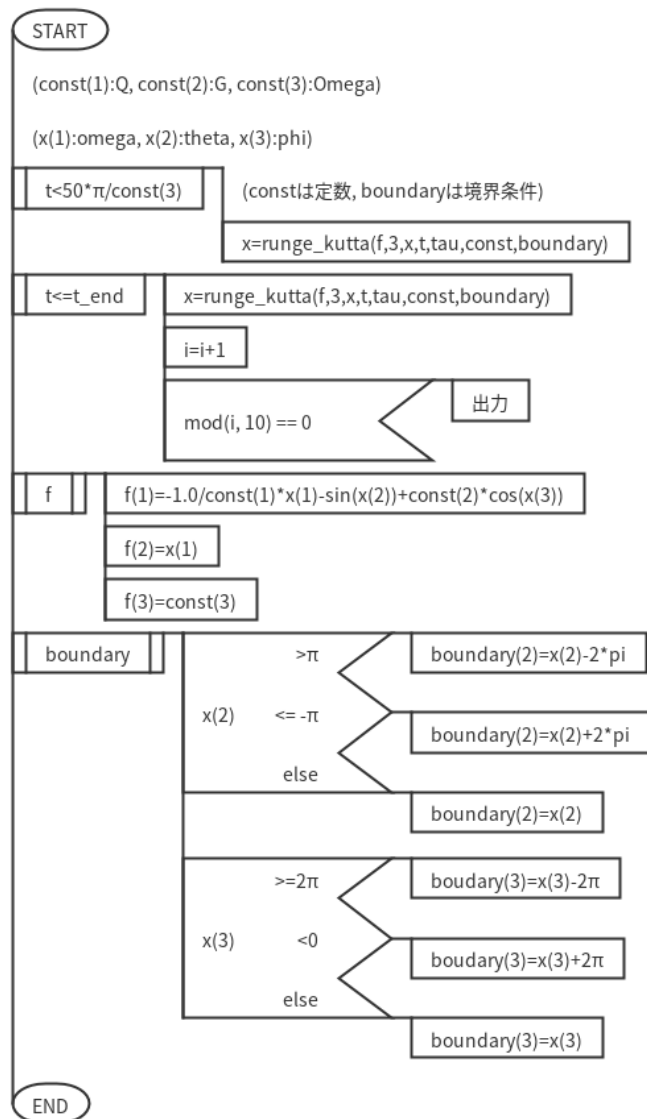 START
(const(1):Q, const(2):G, const(3):Omega)
(x(1):omega, x(2):theta, x(3):phi)
t<50*π/const(3)
(constは定数, boundaryは境界条件)
x=runge_kutta(f,3,x,t,tau,const,boundary)
t<=t_end
x=runge_kutta(f,3,x,t,tau,const,boundary)
i=i+1
mod(i, 10) == 0
出力
f
f(1)=-1.0/const(1)*x(1)-sin(x(2))+const(2)*cos(x(3))
f(2)=x(1)
f(3)=const(3)
boundary
x(2)
>π
boundary(2)=x(2)-2*pi
<= -π
boundary(2)=x(2)+2*pi
else
boundary(2)=x(2)
x(3)
>=2π
boudary(3)=x(3)-2π
<0
boudary(3)=x(3)+2π
else
boundary(3)=x(3)
END